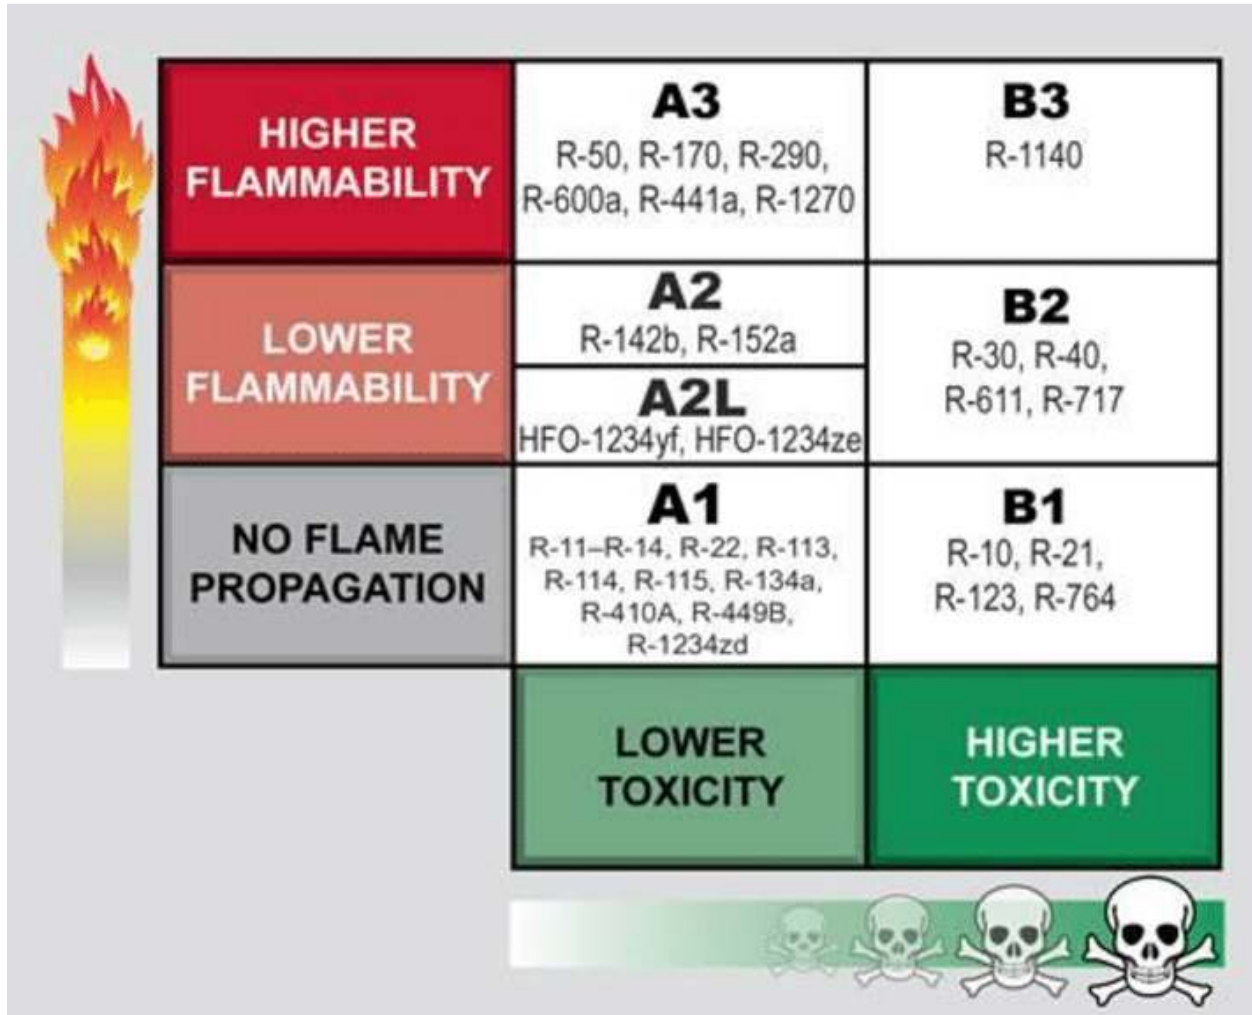 HIGHER
FLAMMABILITY
A3
R-50, R-170, R-290,
R-600a, R-441a, R-1270
B3
R-1140
LOWER
FLAMMABILITY
A2
R-142b, R-152a
A2L
HFO-1234yf, HFO-1234ze
B2
R-30, R-40,
R-611, R-717
NO FLAME
PROPAGATION
A1
R-11–R-14, R-22, R-113,
R-114, R-115, R-134a,
R-410A, R-449B,
R-1234zd
B1
R-10, R-21,
R-123, R-764
LOWER
TOXICITY
HIGHER
TOXICITY